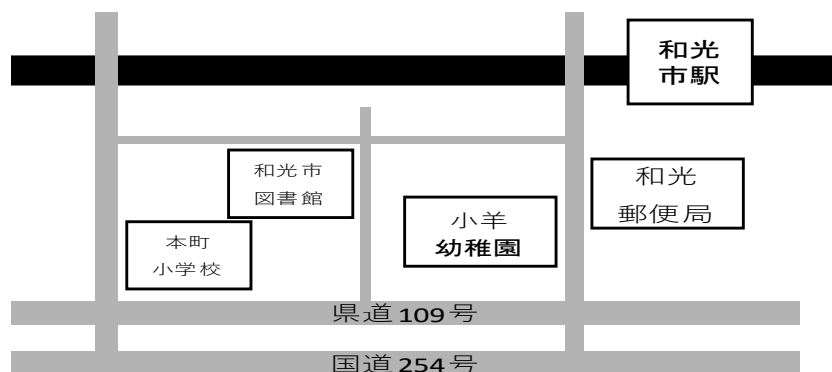 和光
市駅
和光市
図書館
和光
郵便局
小羊
幼稚園
本町
小学校
県道109号
国道254号